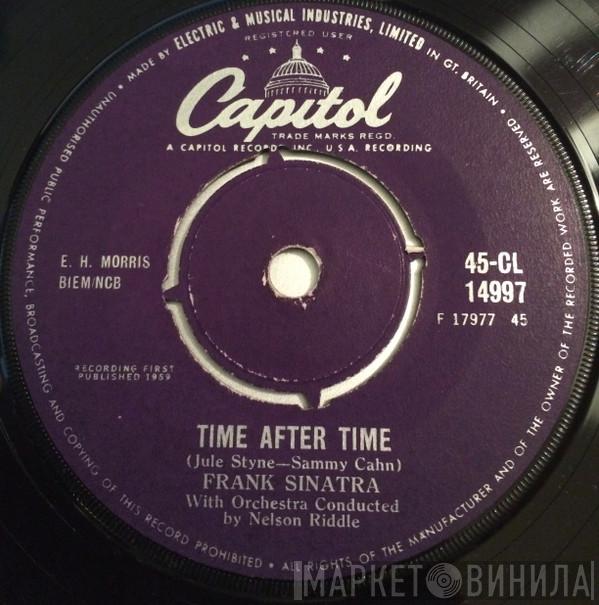 MADE BY ELECTRIC & MUSICAL INDUSTRIES, LIMITED IN GT. BRITAIN • UNAUTHORISED PUBLIC PERFORMANCE, BROADCASTING AND COPYING OF THIS RECORD PROHIBITED • ALL RIGHTS OF THE MANUFACTURER AND OF THE OWNER OF THE RECORDED WORK ARE RESERVED •
REGISTERED USER
Capitol
TRADE MARKS REGD.
A CAPITOL RECORDS, INC., U.S.A. RECORDING
E. H. MORRIS
BIEM/NCB
45-CL
14997
F 17977 45
RECORDING FIRST
PUBLISHED 1959
TIME AFTER TIME
(Jule Styne—Sammy Cahn)
FRANK SINATRA
With Orchestra Conducted
by Nelson Riddle
МАРКЕТ ВИНИЛА